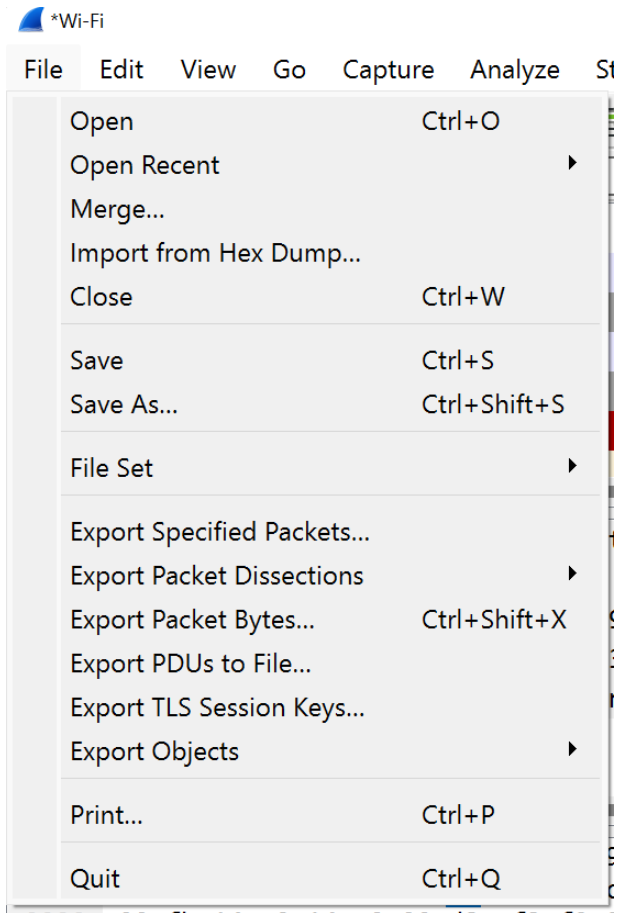 *Wi-Fi
File Edit View Go Capture Analyze
Open Ctrl+O
Open Recent
Merge...
Import from Hex Dump...
Close Ctrl+W
Save Ctrl+S
Save As... Ctrl+Shift+S
File Set
Export Specified Packets...
Export Packet Dissections
Export Packet Bytes... Ctrl+Shift+X
Export PDUs to File...
Export TLS Session Keys...
Export Objects
Print... Ctrl+P
Quit Ctrl+Q